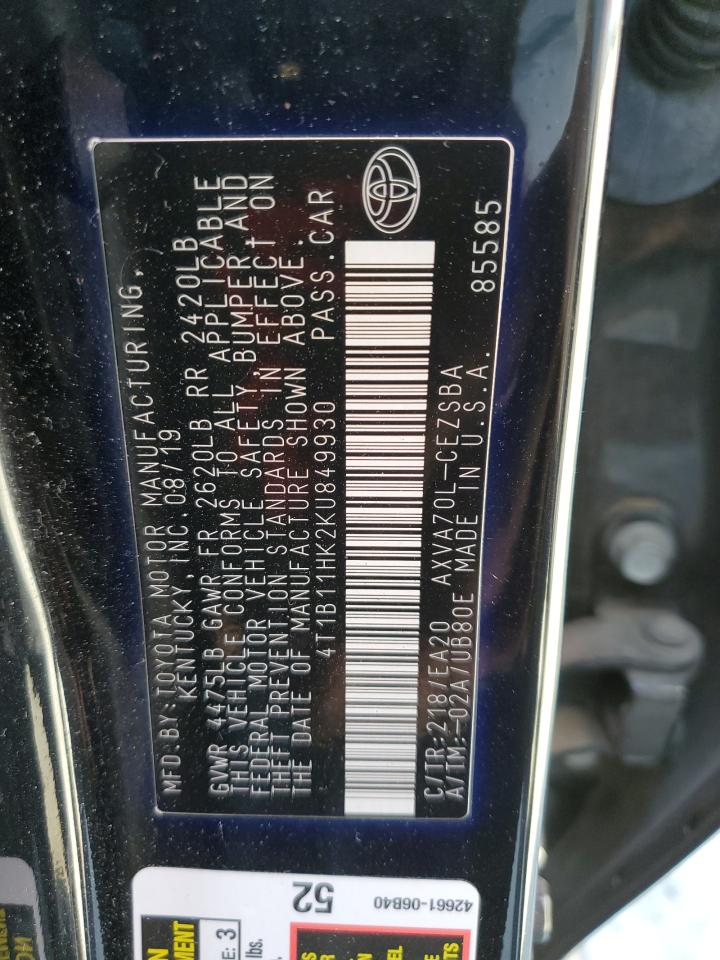 MFD.BY:TOYOTA MOTOR MANUFACTURING,
KENTUCKY, INC.08/19
GVWR 4475LB GAWR FR 2620LB RR 2420LB
THIS VEHICLE CONFORMS TO ALL APPLICABLE
FEDERAL MOTOR VEHICLE SAFETY,BUMPER AND
THEFT PREVENTION STANDARDS IN EFFECT ON
THE DATE OF MANUFACTURE SHOWN ABOVE.
4T1B11HK2KU849930 PASS.CAR
C/TR:218/EA20 AXVA70L-CEZSBA
A/TM:-02A/UB80E MADE IN U.S.A. 85585
52
42661-06B40
E: 3
lbs.